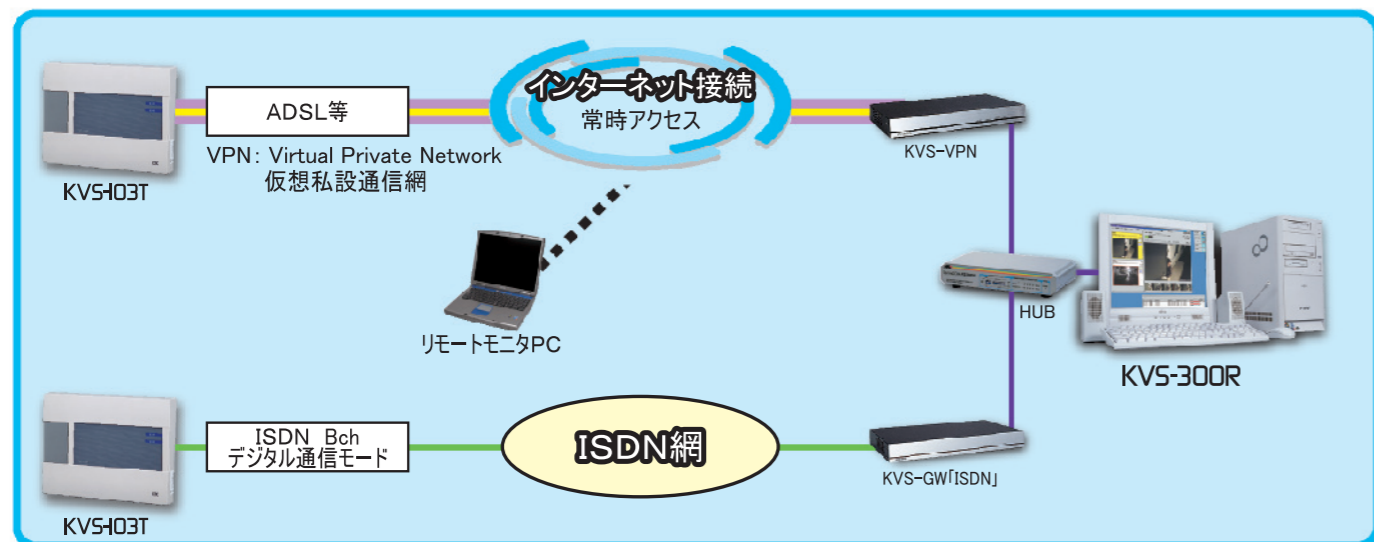 インターネット接続
常時アクセス
ADSL等
VPN: Virtual Private Network
仮想私設通信網
KVS-103T
KVS-VPN
リモートモニタPC
HUB
KVS-300R
ISDN Bch
デジタル通信モード
ISDN網
KVS-GW「ISDN」
KVS-103T